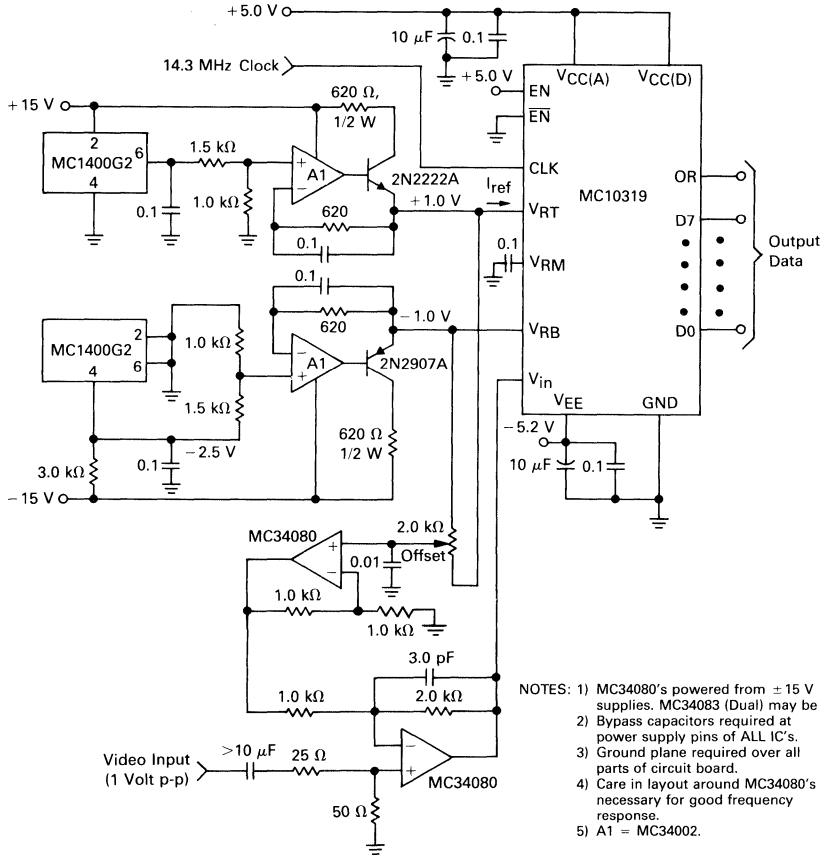 +5.0 V
10 μF
0.1
14.3 MHz Clock
+5.0 V
EN
EN
VCC(A)
VCC(D)
+15 V
620 Ω,
1/2 W
2
MC1400G2
6
4
1.5 kΩ
0.1
1.0 kΩ
+
−
A1
2N2222A
620
0.1
+1.0 V
Iref
CLK
VRT
MC10319
OR
D7
D0
Output
Data
0.1
VRM
0.1
620
−1.0 V
VRB
2
MC1400G2
6
4
1.0 kΩ
1.5 kΩ
−
+
A1
2N2907A
Vin
VEE
GND
−5.2 V
10 μF
0.1
620 Ω
1/2 W
3.0 kΩ
0.1
−2.5 V
−15 V
MC34080
+
−
2.0 kΩ
Offset
0.01
1.0 kΩ
1.0 kΩ
3.0 pF
1.0 kΩ
2.0 kΩ
Video Input
(1 Volt p-p)
>10 μF
25 Ω
−
+
MC34080
50 Ω
NOTES: 1) MC34080's powered from ±15 V
supplies. MC34083 (Dual) may be
2) Bypass capacitors required at
power supply pins of ALL IC's.
3) Ground plane required over all
parts of circuit board.
4) Care in layout around MC34080's
necessary for good frequency
response.
5) A1 = MC34002.